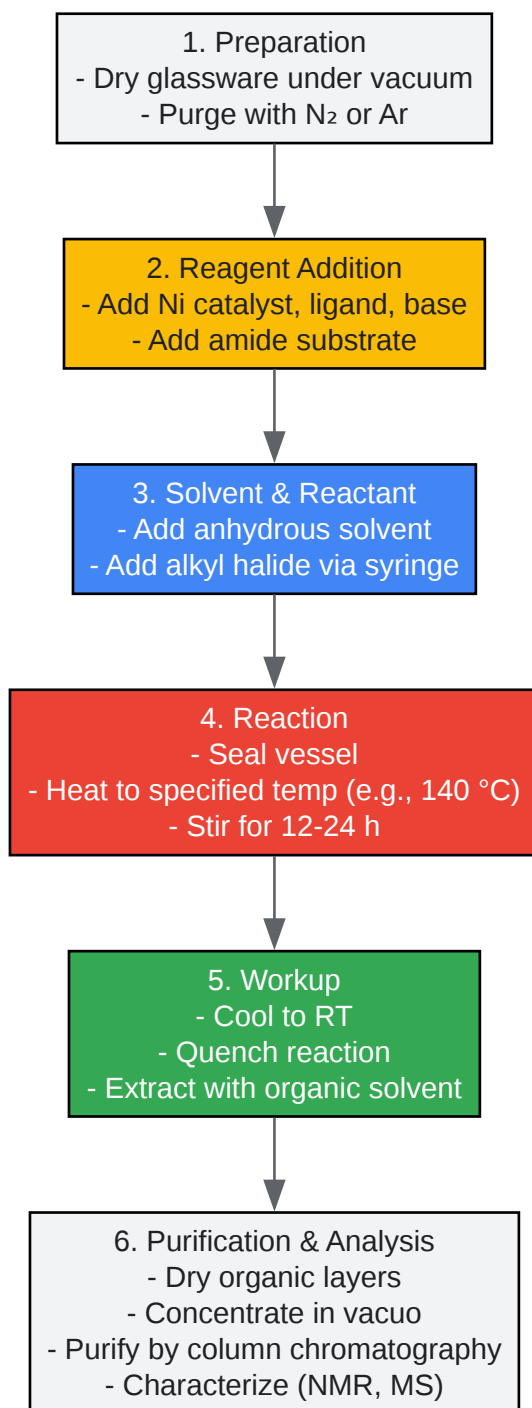 1. Preparation
- Dry glassware under vacuum
- Purge with N₂ or Ar
2. Reagent Addition
- Add Ni catalyst, ligand, base
- Add amide substrate
3. Solvent & Reactant
- Add anhydrous solvent
- Add alkyl halide via syringe
4. Reaction
- Seal vessel
- Heat to specified temp (e.g., 140 °C)
- Stir for 12-24 h
5. Workup
- Cool to RT
- Quench reaction
- Extract with organic solvent
6. Purification & Analysis
- Dry organic layers
- Concentrate in vacuo
- Purify by column chromatography
- Characterize (NMR, MS)